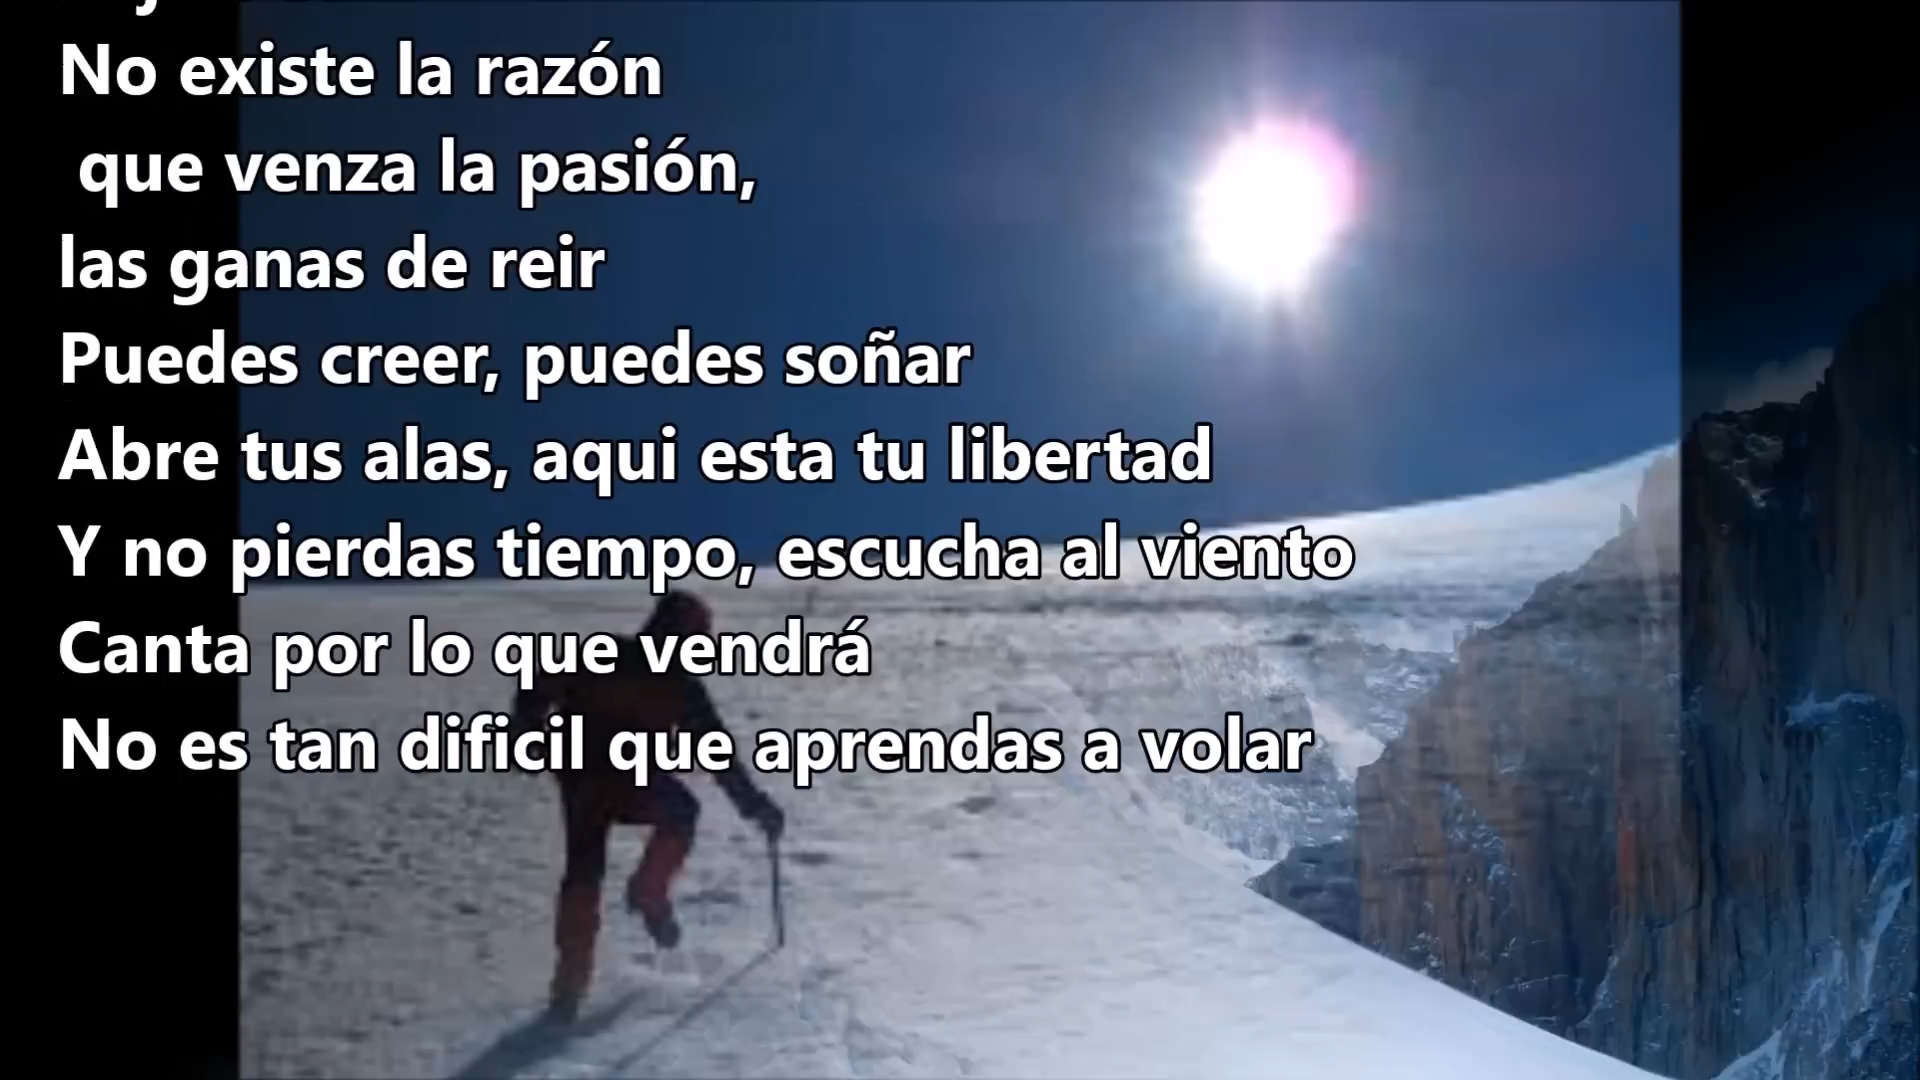 No existe la razón
que venza la pasión,
las ganas de reir
Puedes creer, puedes soñar
Abre tus alas, aqui esta tu libertad
Y no pierdas tiempo, escucha al viento
Canta por lo que vendrá
No es tan dificil que aprendas a volar